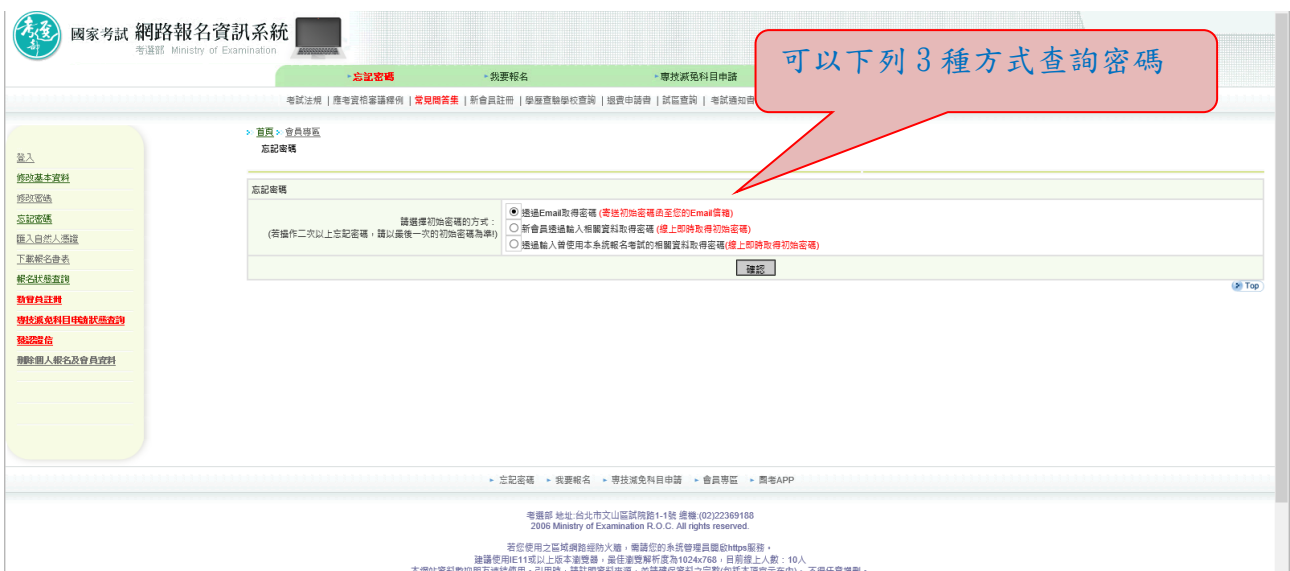 考選部
國家考試 網路報名資訊系統
考選部 Ministry of Examination
可以下列3種方式查詢密碼
忘記密碼
我要報名
專技減免科目申請
考試法規 | 應考資格審議釋例 | 常見問答集 | 新會員註冊 | 學歷查驗學校查詢 | 退費申請書 | 試區查詢 | 考試通知書
首頁 會員專區
忘記密碼
登入
修改基本資料
修改密碼
忘記密碼
匯入自然人憑證
下載報名書表
報名狀態查詢
新會員註冊
專技減免科目申請狀態查詢
補認證信
刪除個人報名及會員資料
忘記密碼
請選擇初始密碼的方式：
(若操作二次以上忘記密碼，請以最後一次的初始密碼為準!)
透過Email取得密碼 (寄送初始密碼函至您的Email信箱)
新會員透過輸入相關資料取得密碼 (線上即時取得初始密碼)
透過輸入曾使用本系統報名考試的相關資料取得密碼(線上即時取得初始密碼)
確認
Top
忘記密碼 我要報名 專技減免科目申請 會員專區 國考APP
考選部 地址:台北市文山區試院路1-1號 總機:(02)22369188
2006 Ministry of Examination R.O.C. All rights reserved.
若您使用之區域網路經防火牆，需請您的系統管理員開啟https服務。
建議使用IE11或以上版本瀏覽器，最佳瀏覽解析度為1024x768，目前線上人數：10人